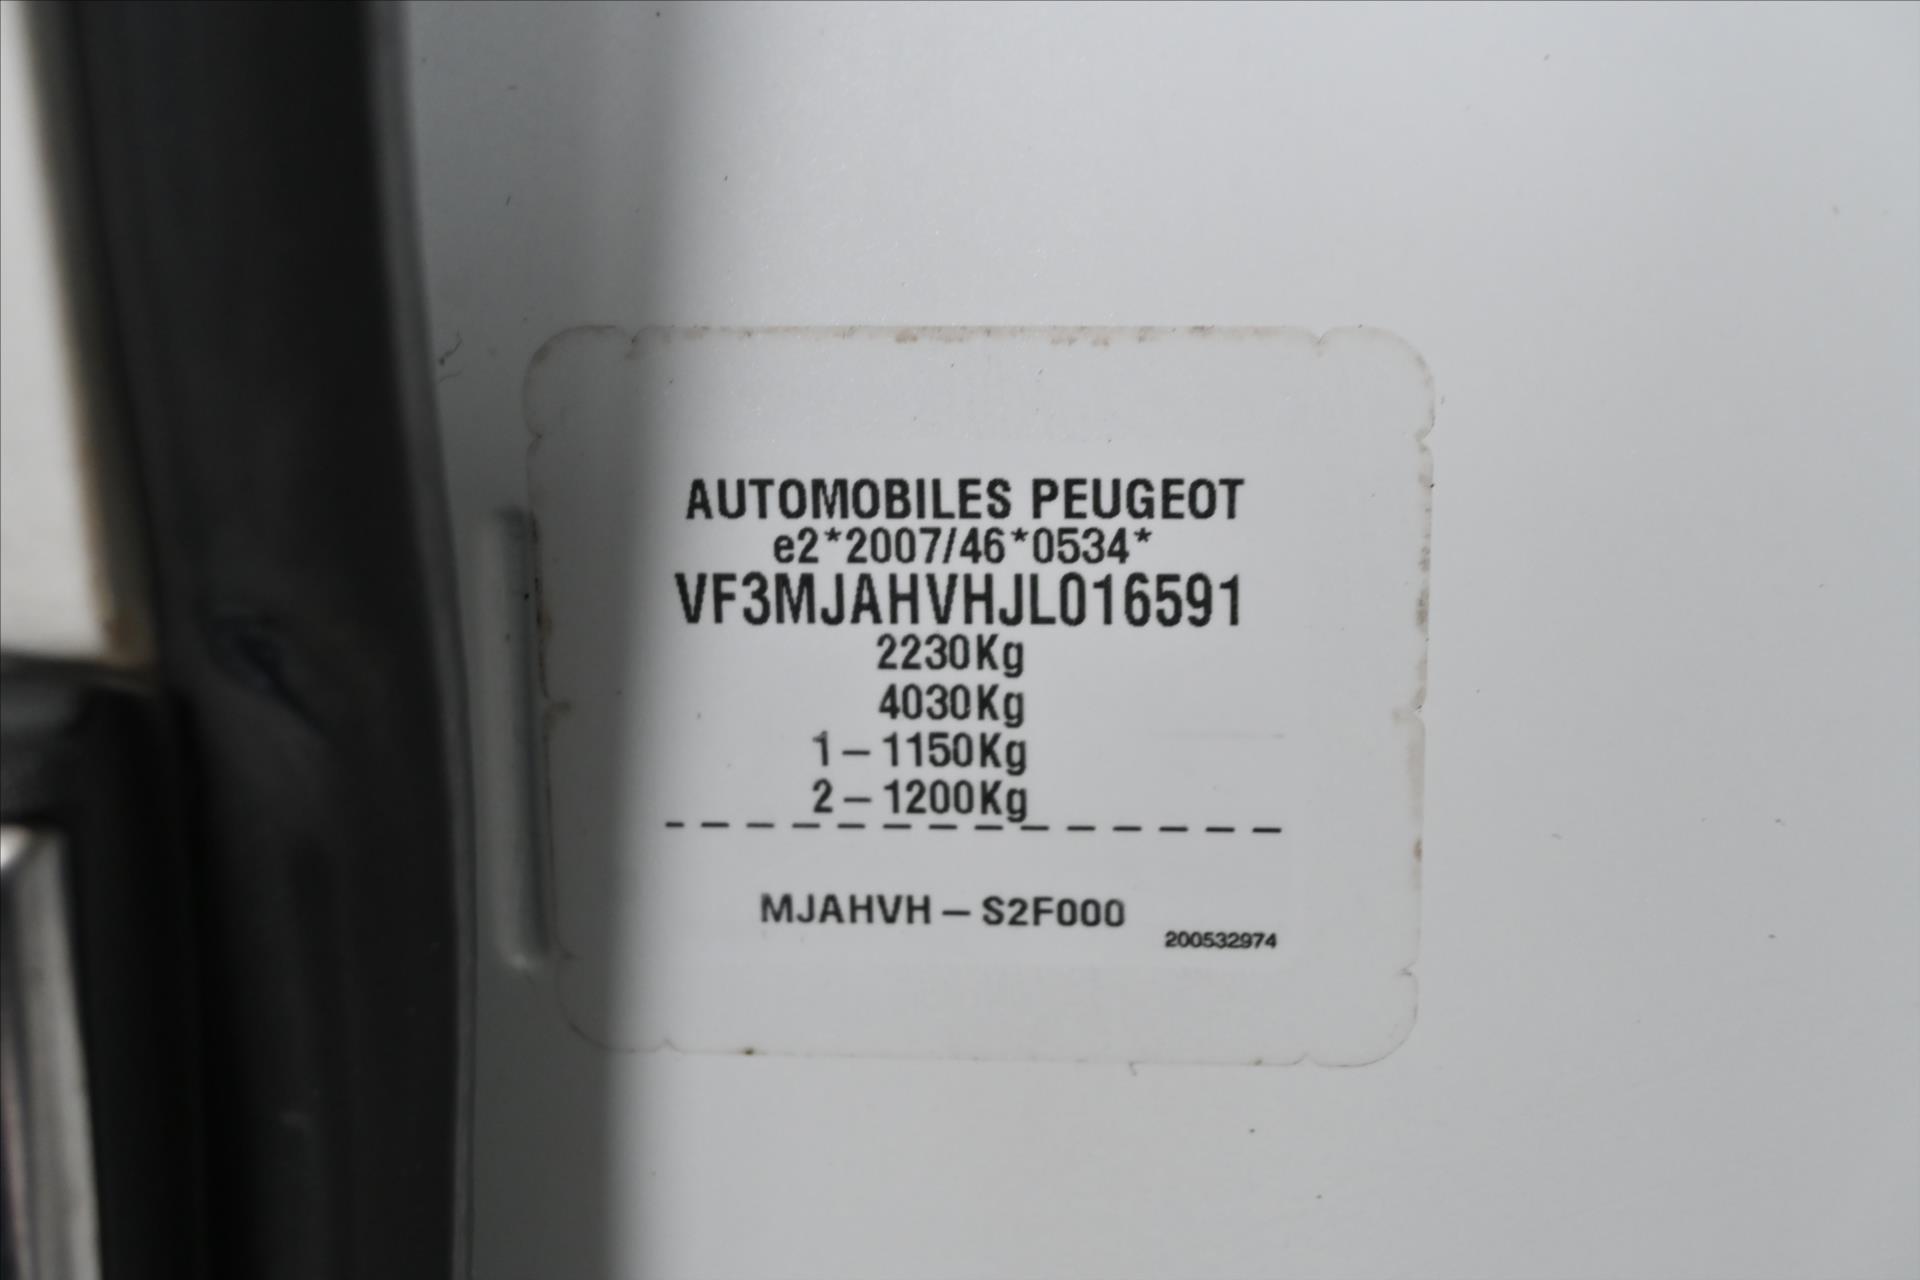 AUTOMOBILES PEUGEOT
e2*2007/46*0534*
VF3MJAHVHJL016591
2230Kg
4030Kg
1 – 1150Kg
2 – 1200Kg
MJAHVH – S2F000
200532974